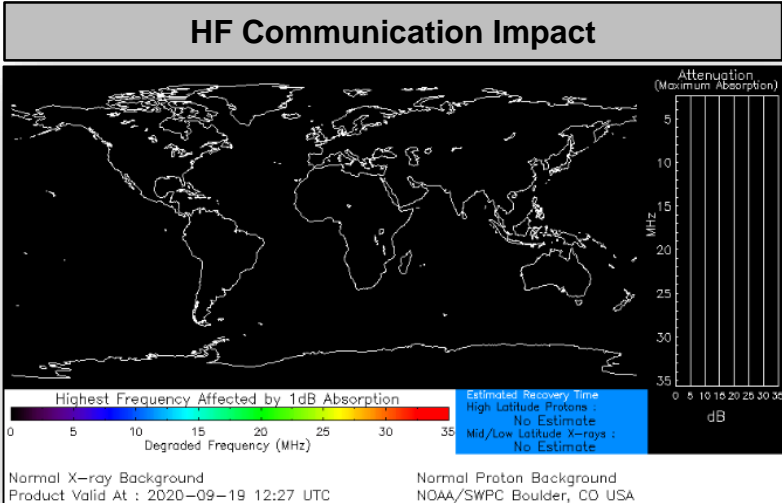 HF Communication Impact
Attenuation
(Maximum Absorption)
5
10
15
20
25
30
35
MHz
0 5 10 15 20 25 30 35
dB
Highest Frequency Affected by 1dB Absorption
0 5 10 15 20 25 30 35
Degraded Frequency (MHz)
Estimated Recovery Time
High Latitude Protons :
No Estimate
Mid/Low Latitude X-rays :
No Estimate
Normal X-ray Background
Product Valid At : 2020-09-19 12:27 UTC
Normal Proton Background
NOAA/SWPC Boulder, CO USA